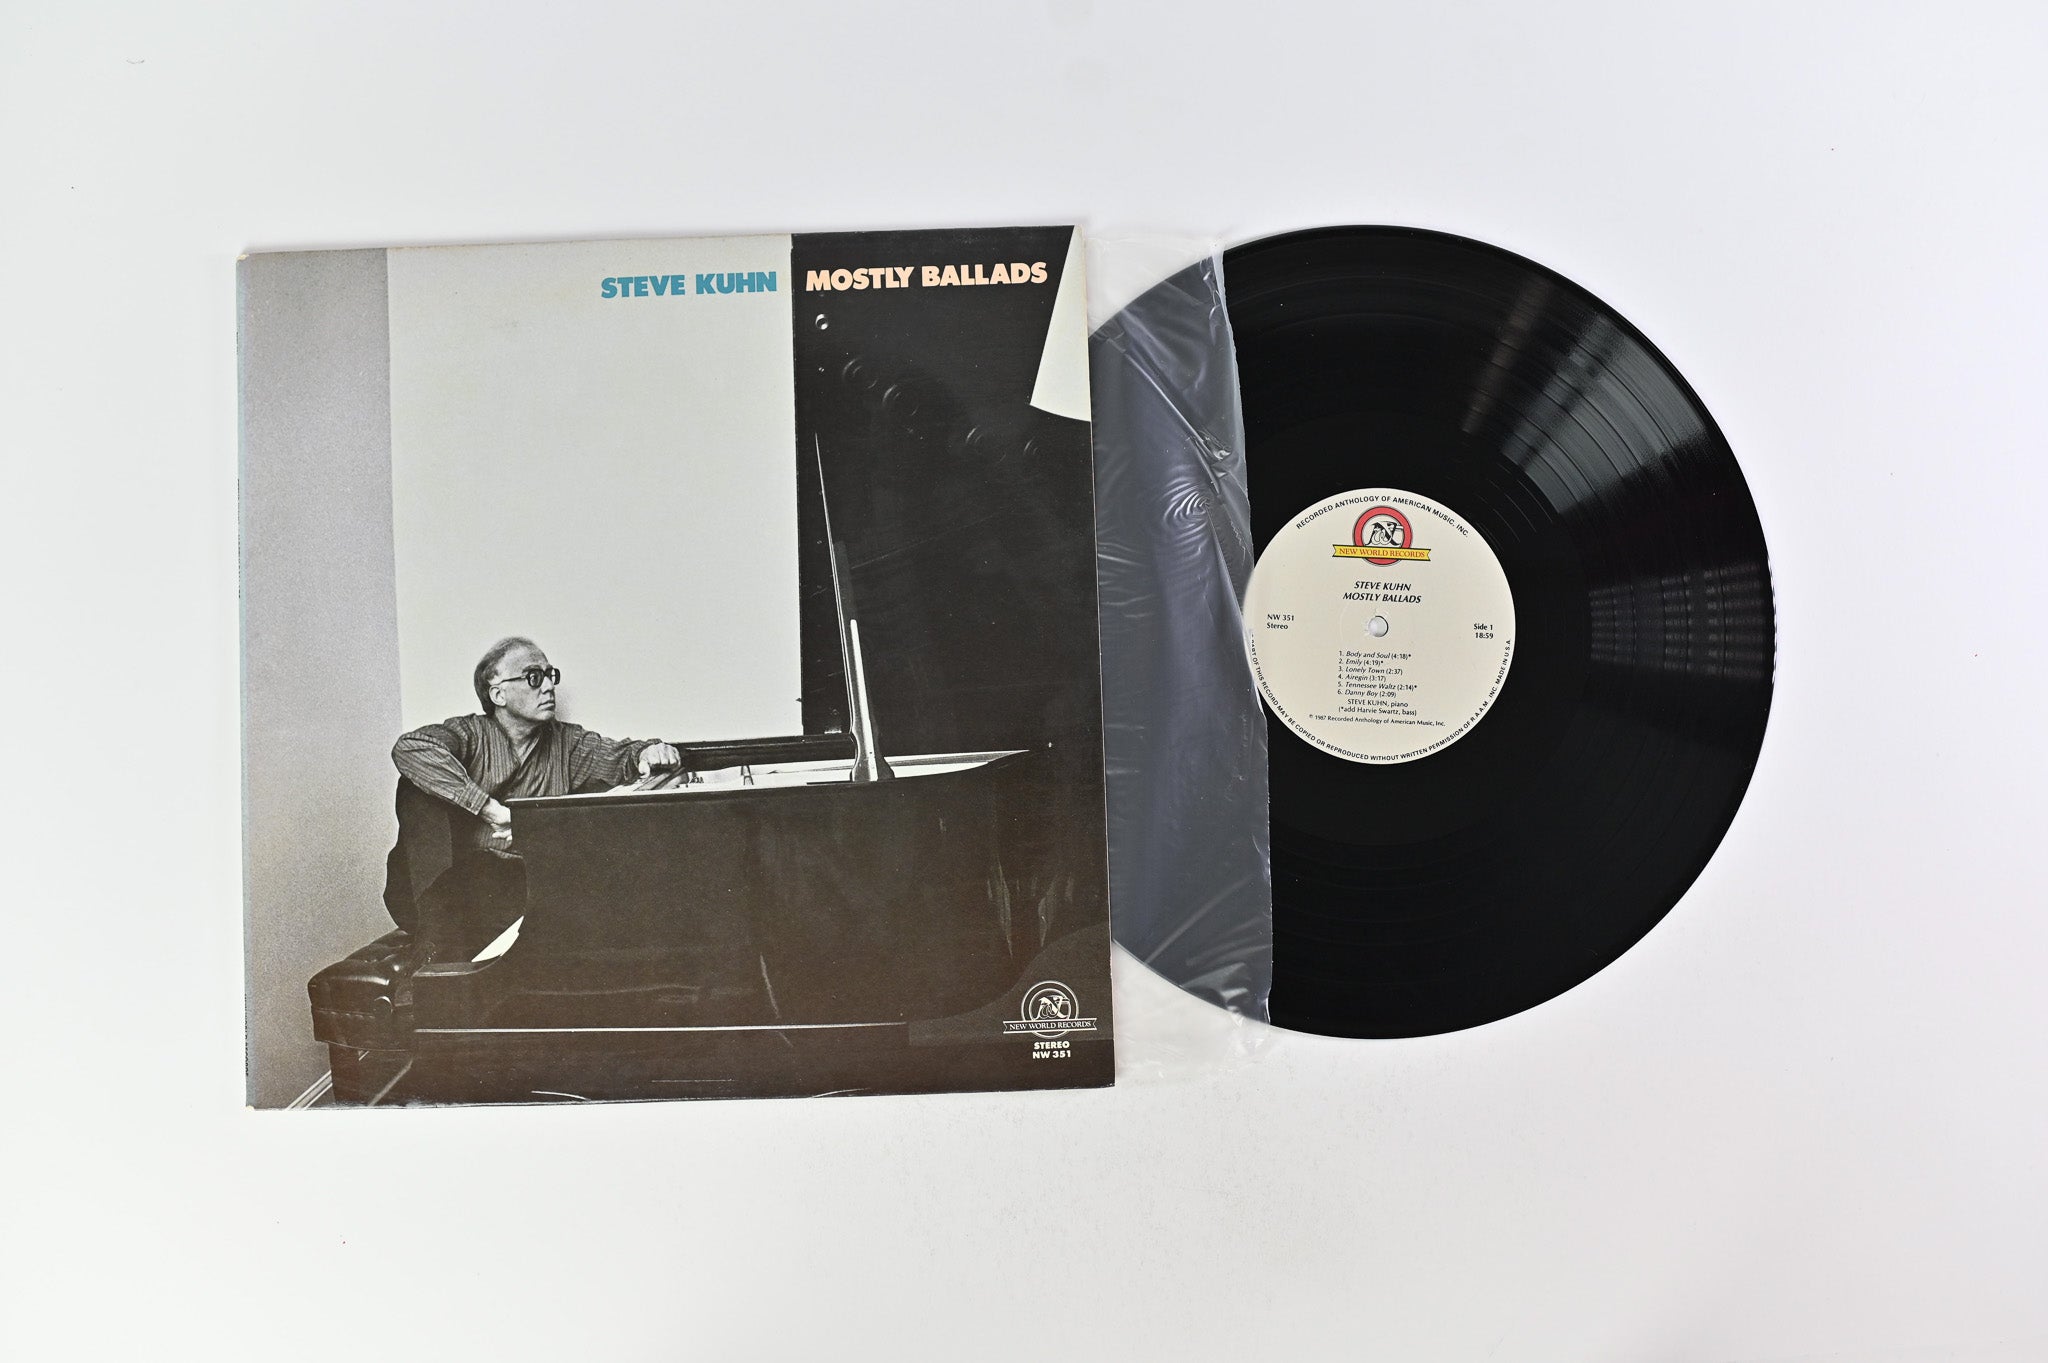 STEVE KUHN MOSTLY BALLADS
NEW WORLD RECORDS
STEREO
NW 351
RECORDED ANTHOLOGY OF AMERICAN MUSIC, INC.
NEW WORLD RECORDS
STEVE KUHN
MOSTLY BALLADS
NW 351
Stereo
Side 1
18:59
1. Body and Soul (4:18)*
2. Emily (4:19)*
3. Lonely Town (2:37)
4. Airegin (3:17)
5. Tennessee Waltz (2:14)*
6. Danny Boy (2:09)
STEVE KUHN, piano
(*add Harvie Swartz, bass)
℗ 1987 Recorded Anthology of American Music, Inc.
PART OF THIS RECORD MAY BE COPIED OR REPRODUCED WITHOUT WRITTEN PERMISSION OF R.A.A.M. INC. MADE IN U.S.A.